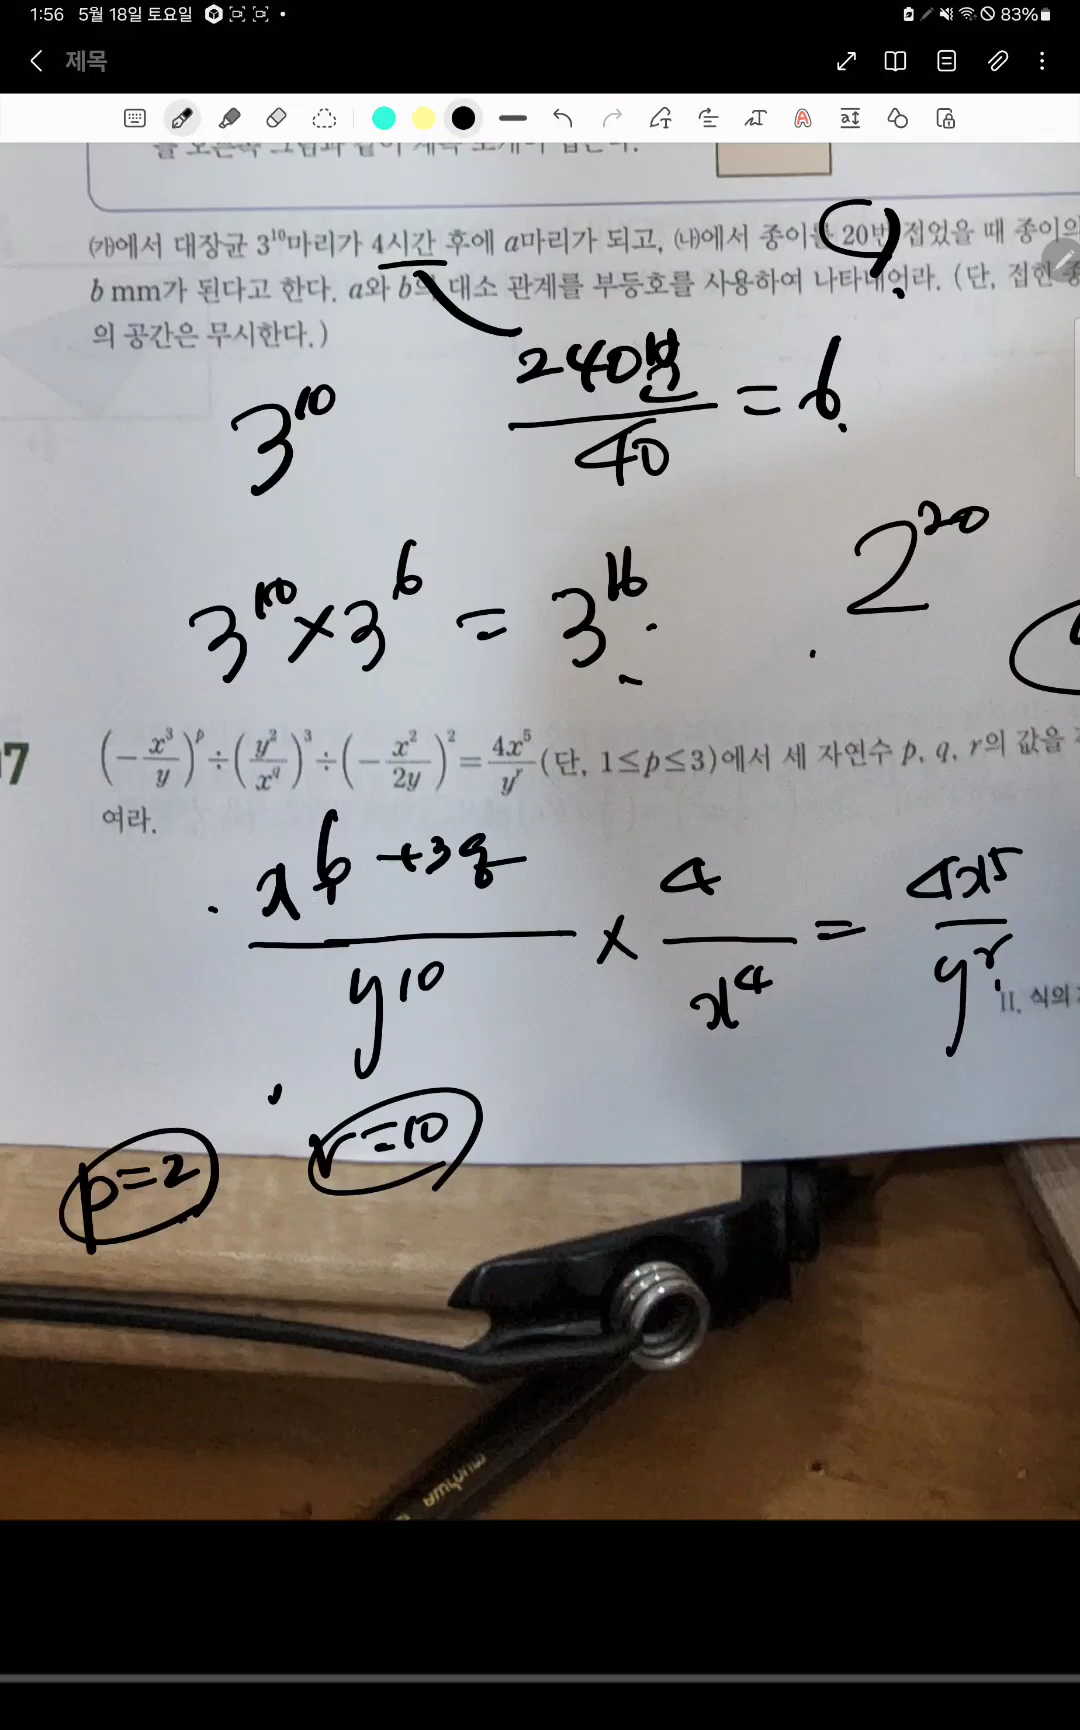 1:56 5월 18일 토요일
83%
제목
㈎에서 대장균 3¹⁰마리가 4시간 후에 a마리가 되고, ㈏에서 종이를 20번 접었을 때 종이의
b mm가 된다고 한다. a와 b의 대소 관계를 부등호를 사용하여 나타내어라. (단, 접힌
의 공간은 무시한다.)
3¹⁰ 240분/40 = 6
3¹⁰×3⁶ = 3¹⁶ 2²⁰
07 (-x³/y)^p ÷ (y²/x^q)³ ÷ (-x²/2y)² = 4x⁵/y^r (단, 1≤p≤3)에서 세 자연수 p, q, r의 값을
여라.
x^(6+3q)/y¹⁰ × 4/x⁴ = 4x⁵/y^r
II. 식의
p=2 r=10